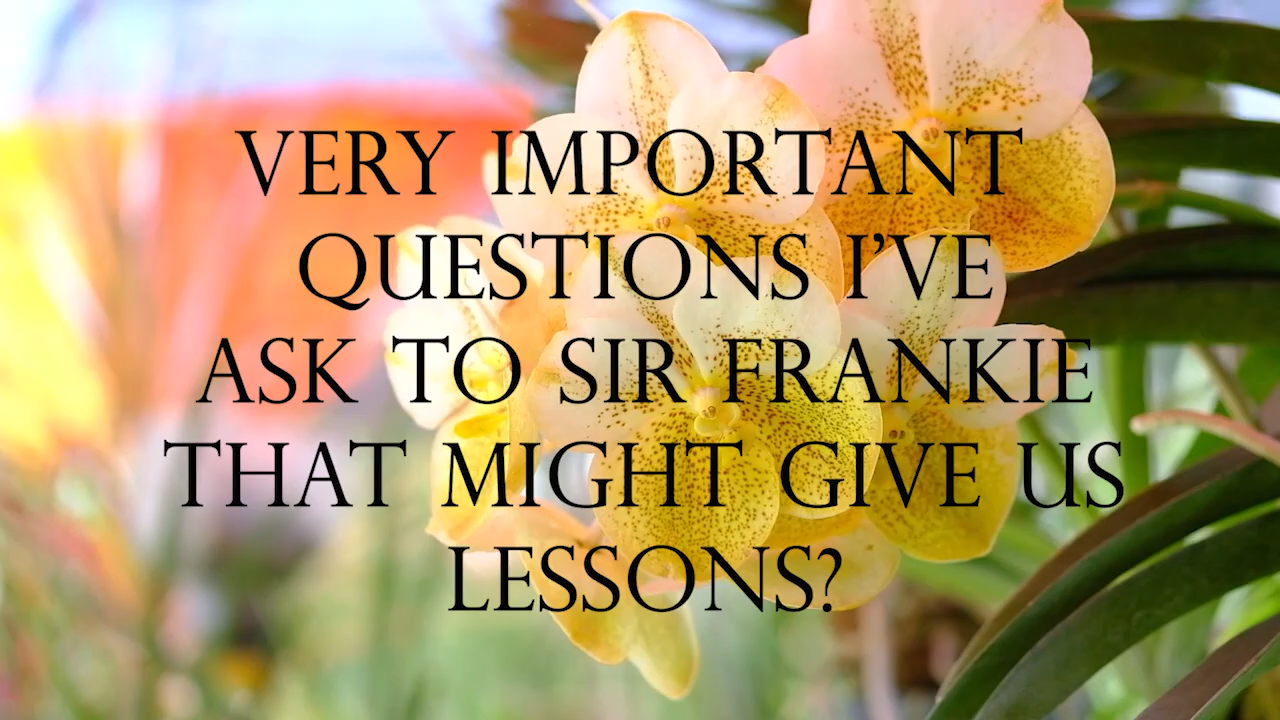 VERY IMPORTANT
QUESTIONS I'VE
ASK TO SIR FRANKIE
THAT MIGHT GIVE US
LESSONS?